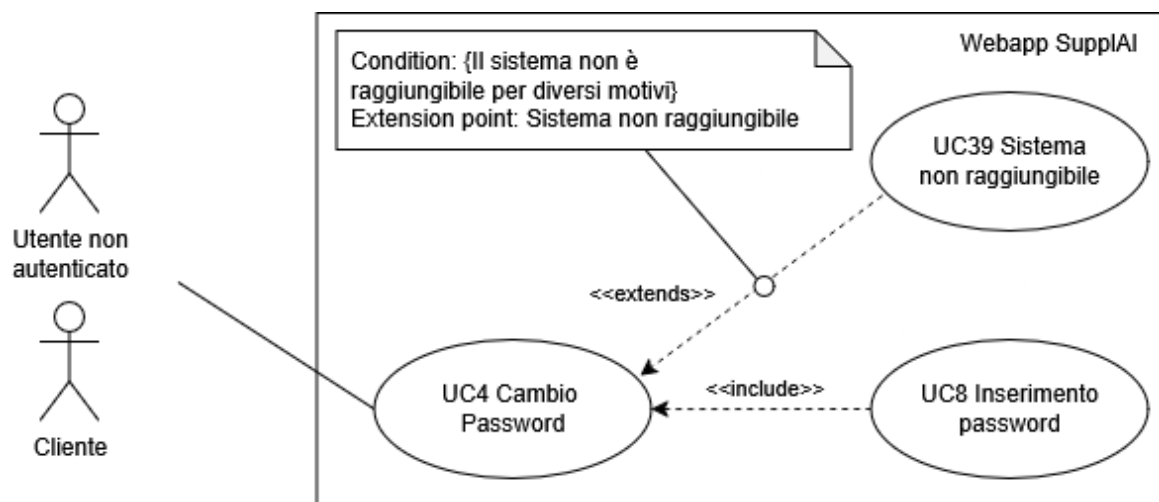 Webapp SupplAI
Condition: {Il sistema non è
raggiungibile per diversi motivi}
Extension point: Sistema non raggiungibile
UC39 Sistema
non raggiungibile
Utente non
autenticato
<<extends>>
UC4 Cambio
Password
<<include>>
UC8 Inserimento
password
Cliente